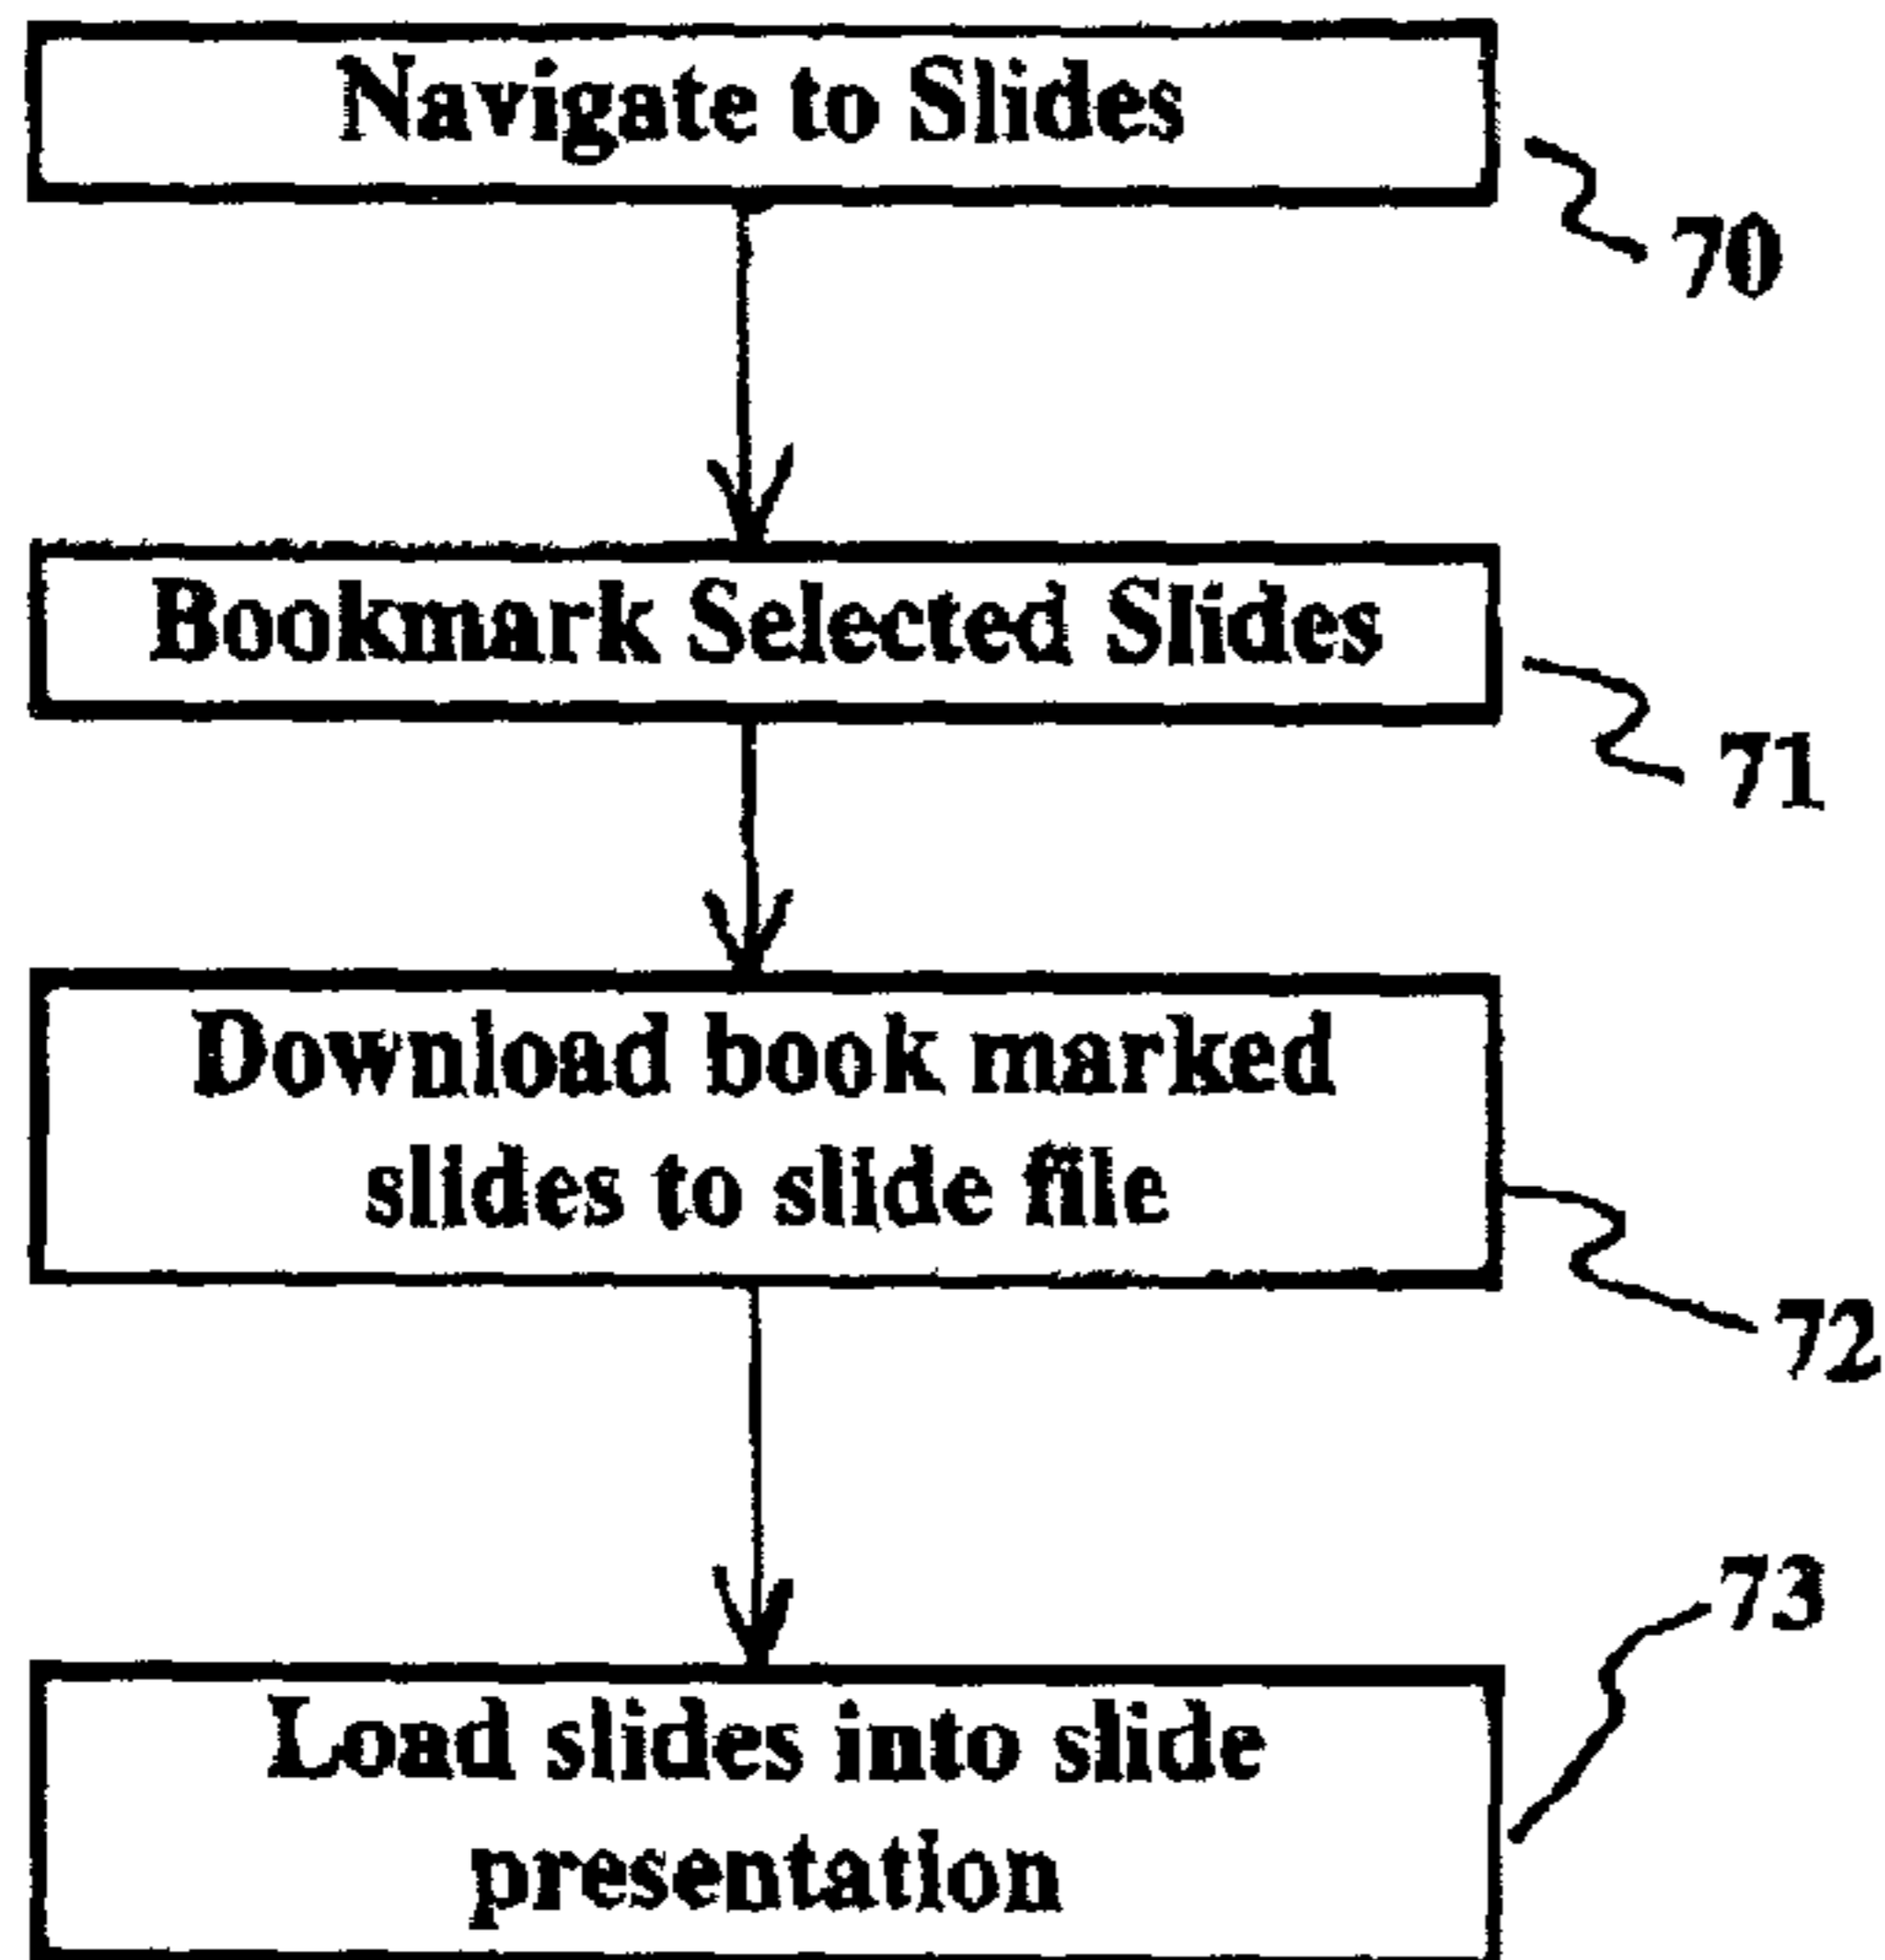 Navigate to Slides
70
Bookmark Selected Slides
71
Download book marked
slides to slide file
72
73
Load slides into slide
presentation